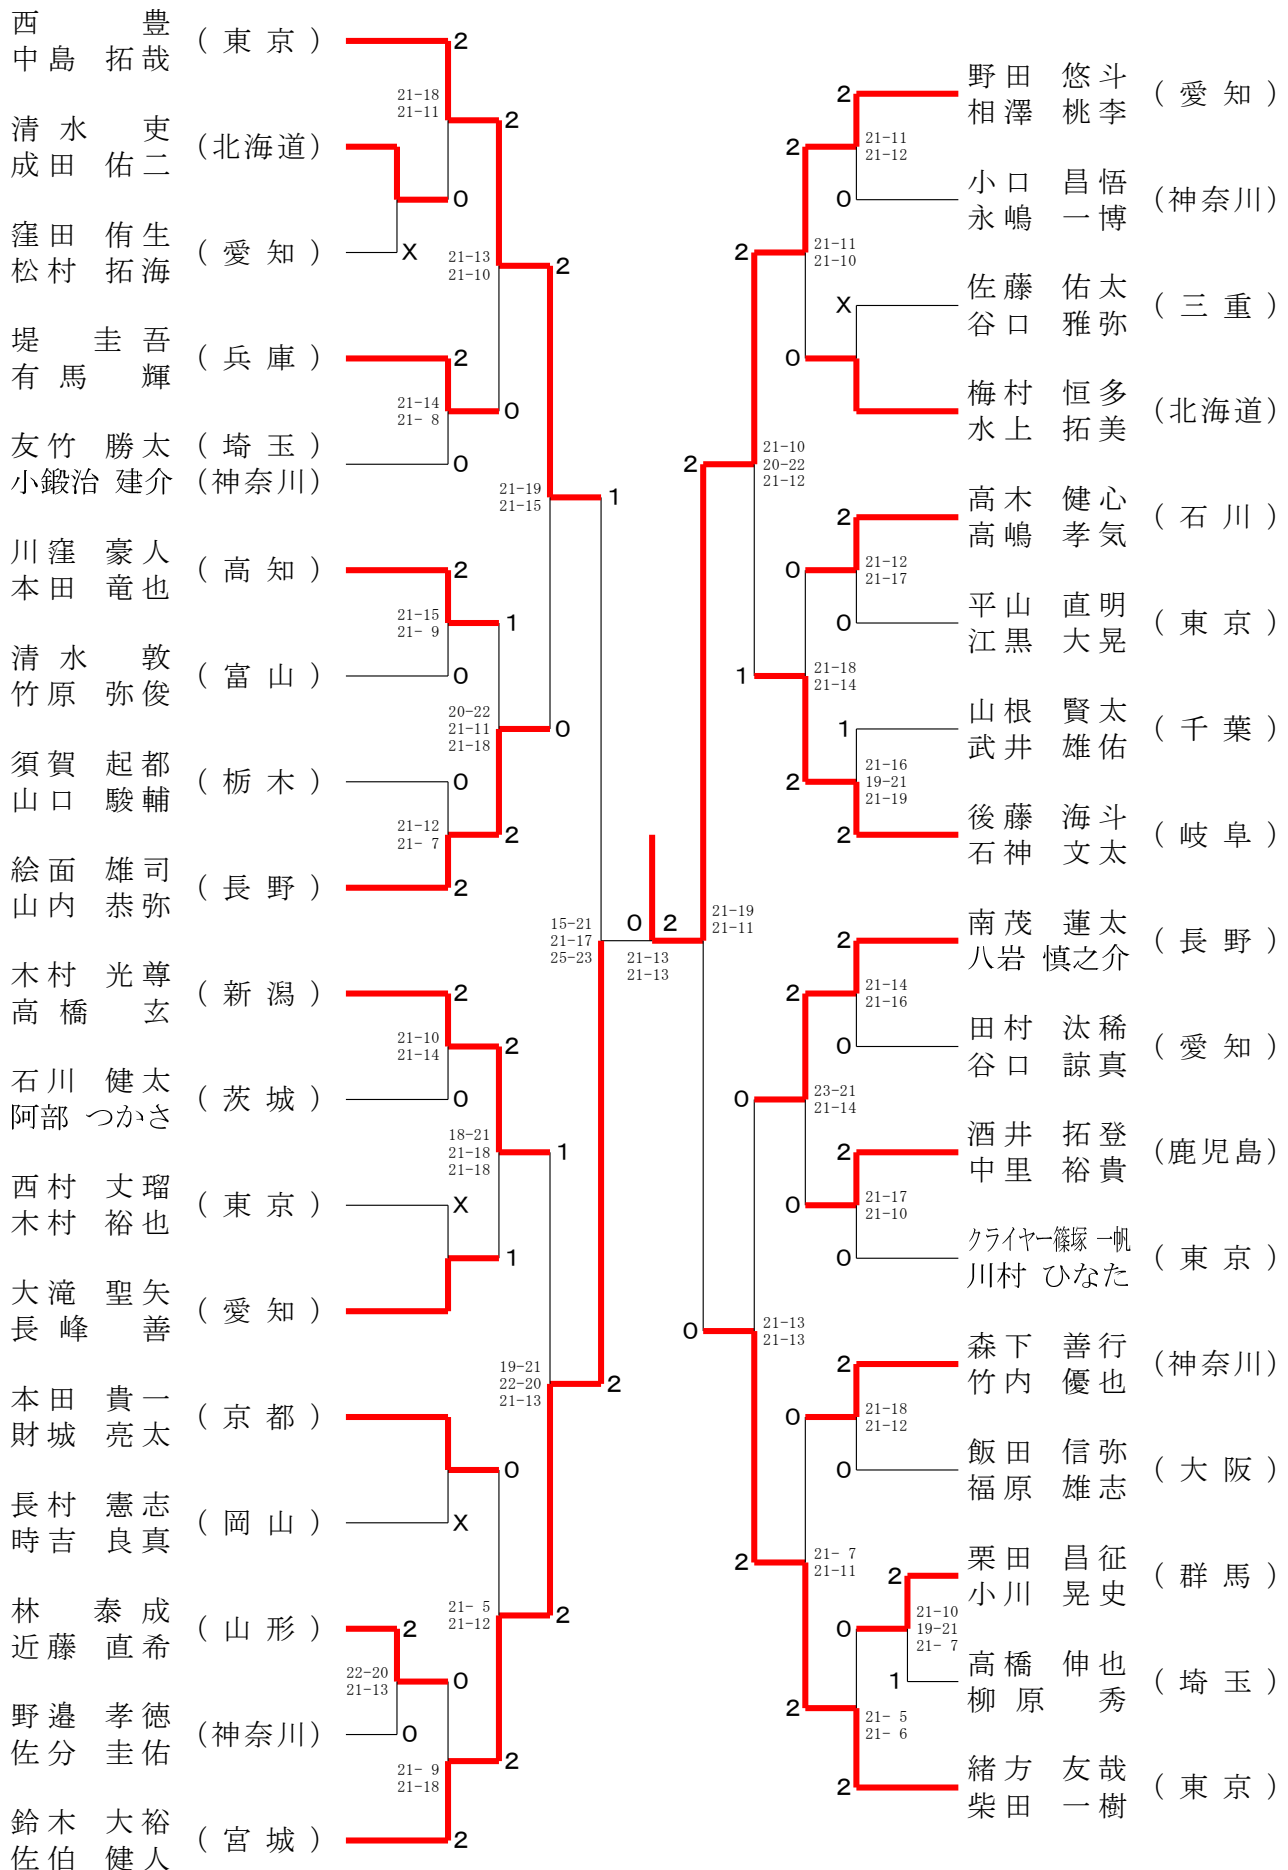 西 豊
中島 拓哉
(東京)
2
21-18
21-11
2
清水 吏
成田 佑二
(北海道)
0
窪田 侑生
松村 拓海
(愛知)
X
21-13
21-10
2
堤 圭吾
有馬 輝
(兵庫)
2
21-14
21- 8
0
友竹 勝太 (埼玉)
小鍛治 建介 (神奈川)
0
21-19
21-15
1
川窪 豪人
本田 竜也
(高知)
2
21-15
21- 9
1
清水 敦
竹原 弥俊
(富山)
0
20-22
21-11
21-18
0
須賀 起都
山口 駿輔
(栃木)
0
21-12
21- 7
2
絵面 雄司
山内 恭弥
(長野)
2
15-21
21-17
25-23
0 2
21-13
21-13
木村 光尊
高橋 玄
(新潟)
2
21-10
21-14
2
石川 健太
阿部 つかさ
(茨城)
0
18-21
21-18
21-18
1
西村 丈瑠
木村 裕也
(東京)
X
1
大滝 聖矢
長峰 善
(愛知)
19-21
22-20
21-13
2
本田 貴一
財城 亮太
(京都)
0
長村 憲志
時吉 良真
(岡山)
X
21- 5
21-12
2
林 泰成
近藤 直希
(山形)
2
22-20
21-13
0
野邉 孝徳
佐分 圭佑
(神奈川)
0
21- 9
21-18
2
鈴木 大裕
佐伯 健人
(宮城)
2
2
野田 悠斗
相澤 桃李
(愛知)
2
21-11
21-12
0
小口 昌悟
永嶋 一博
(神奈川)
2
21-11
21-10
X
佐藤 佑太
谷口 雅弥
(三重)
0
梅村 恒多
水上 拓美
(北海道)
2
21-10
20-22
21-12
2
高木 健心
高嶋 孝気
(石川)
0
21-12
21-17
0
平山 直明
江黒 大晃
(東京)
1
21-18
21-14
1
山根 賢太
武井 雄佑
(千葉)
2
21-16
19-21
21-19
2
後藤 海斗
石神 文太
(岐阜)
21-19
21-11
2
南茂 蓮太
八岩 慎之介
(長野)
2
21-14
21-16
0
田村 汰稀
谷口 諒真
(愛知)
0
23-21
21-14
2
酒井 拓登
中里 裕貴
(鹿児島)
0
21-17
21-10
0
クライヤー篠塚 一帆
川村 ひなた
(東京)
0
21-13
21-13
2
森下 善行
竹内 優也
(神奈川)
0
21-18
21-12
0
飯田 信弥
福原 雄志
(大阪)
2
21- 7
21-11
2
栗田 昌征
小川 晃史
(群馬)
0
21-10
19-21
21- 7
1
高橋 伸也
柳原 秀
(埼玉)
2
21- 5
21- 6
2
緒方 友哉
柴田 一樹
(東京)